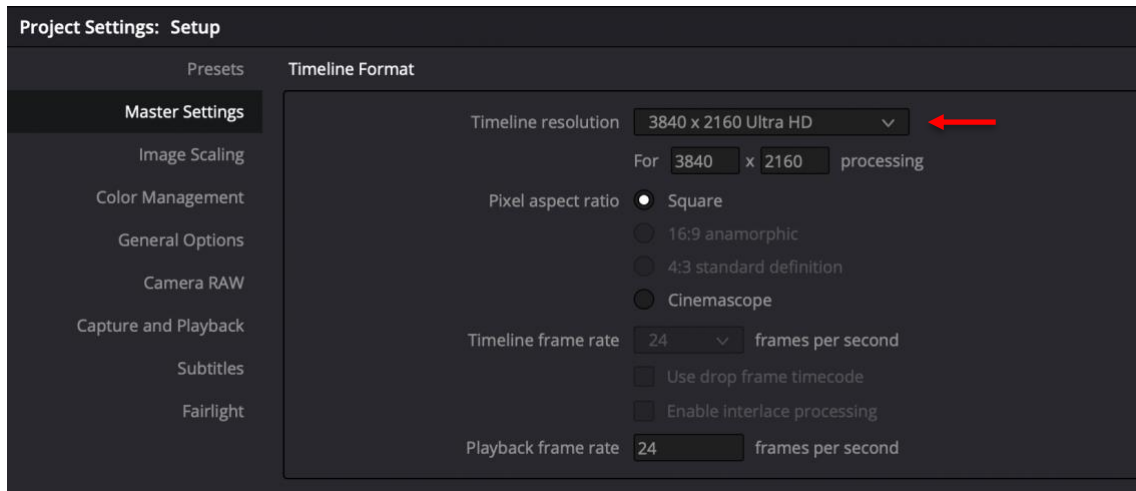 Project Settings: Setup
Presets
Master Settings
Image Scaling
Color Management
General Options
Camera RAW
Capture and Playback
Subtitles
Fairlight
Timeline Format
Timeline resolution 3840 x 2160 Ultra HD
For 3840 x 2160 processing
Pixel aspect ratio Square
16:9 anamorphic
4:3 standard definition
Cinemascope
Timeline frame rate 24 frames per second
Use drop frame timecode
Enable interlace processing
Playback frame rate 24 frames per second